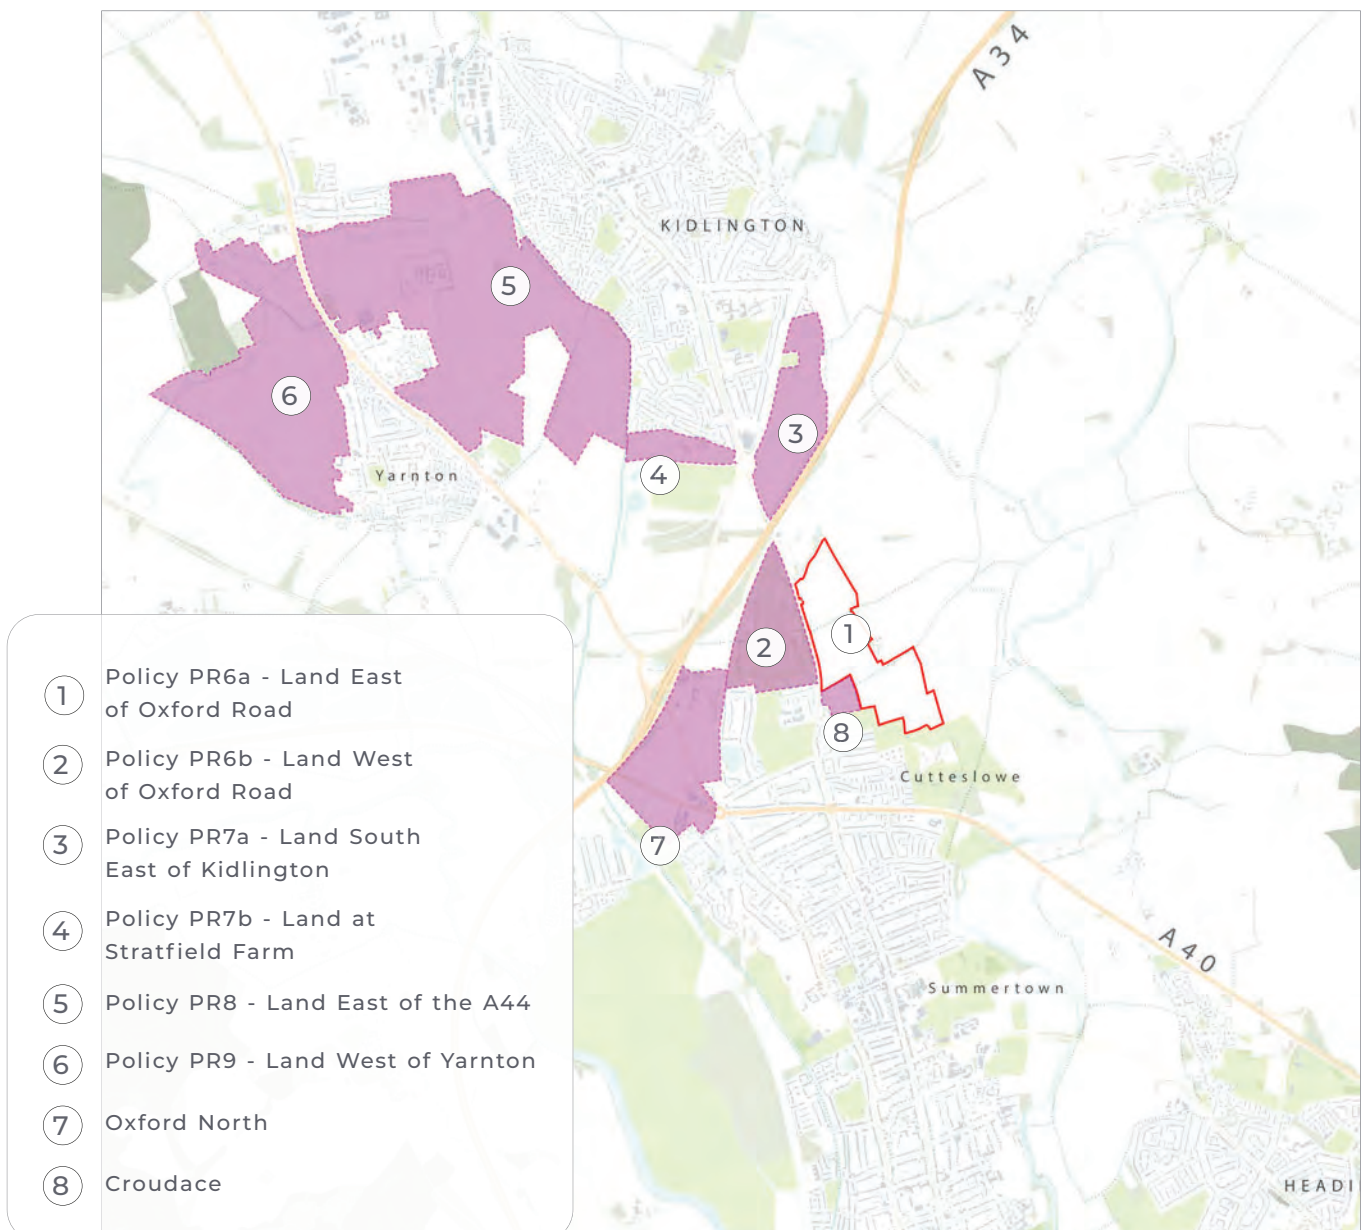 A34
KIDLINGTON
5
6
3
4
Yarnton
1
2
8
Cutteslowe
7
A40
Summertown
HEADI
1 Policy PR6a - Land East
of Oxford Road
2 Policy PR6b - Land West
of Oxford Road
3 Policy PR7a - Land South
East of Kidlington
4 Policy PR7b - Land at
Stratfield Farm
5 Policy PR8 - Land East of the A44
6 Policy PR9 - Land West of Yarnton
7 Oxford North
8 Croudace